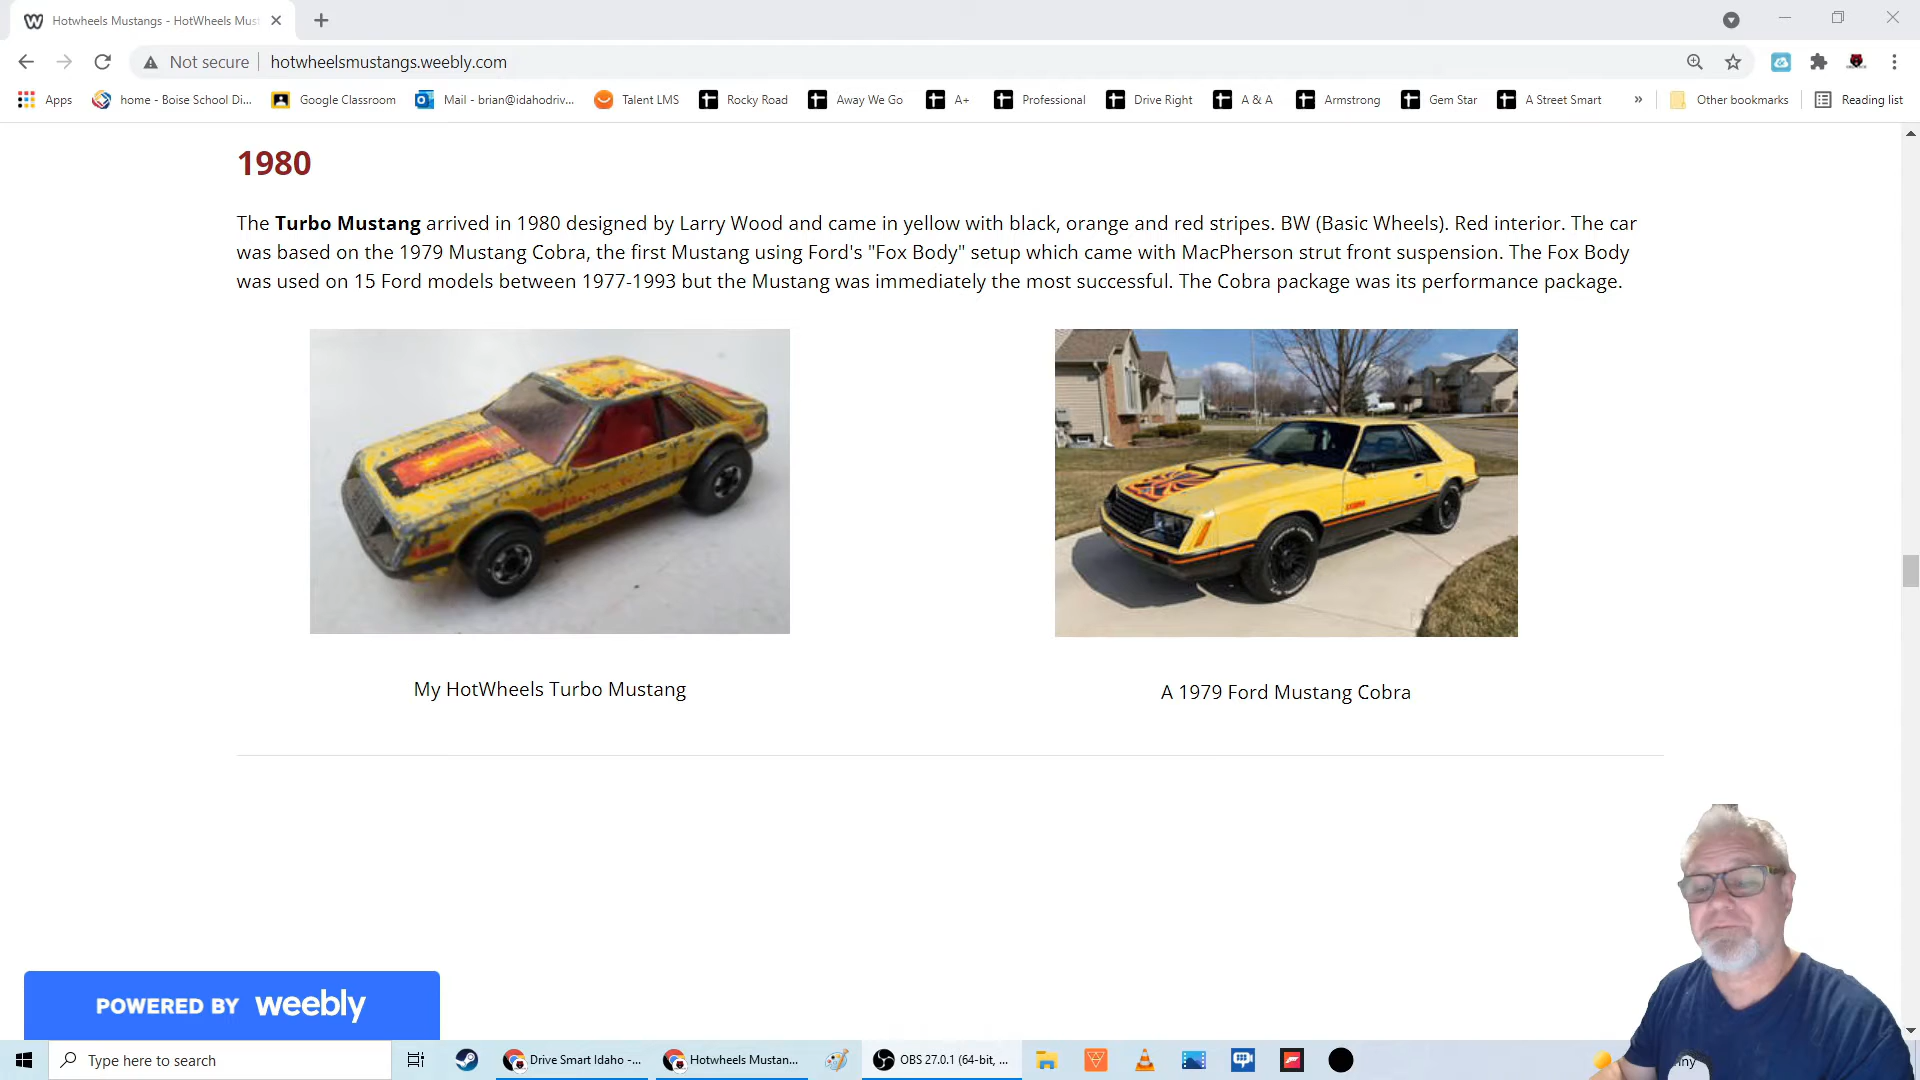 Hotwheels Mustangs - HotWheels Must
Not secure
hotwheelsmustangs.weebly.com
Apps
home - Boise School Di...
Google Classroom
Mail - brian@idahodriv...
Talent LMS
Rocky Road
Away We Go
A+
Professional
Drive Right
A & A
Armstrong
Gem Star
A Street Smart
»
Other bookmarks
Reading list
1980
The Turbo Mustang arrived in 1980 designed by Larry Wood and came in yellow with black, orange and red stripes. BW (Basic Wheels). Red interior. The car
was based on the 1979 Mustang Cobra, the first Mustang using Ford's "Fox Body" setup which came with MacPherson strut front suspension. The Fox Body
was used on 15 Ford models between 1977-1993 but the Mustang was immediately the most successful. The Cobra package was its performance package.
My HotWheels Turbo Mustang
A 1979 Ford Mustang Cobra
POWERED BY weebly
Type here to search
Drive Smart Idaho -...
Hotwheels Mustan...
OBS 27.0.1 (64-bit, ...